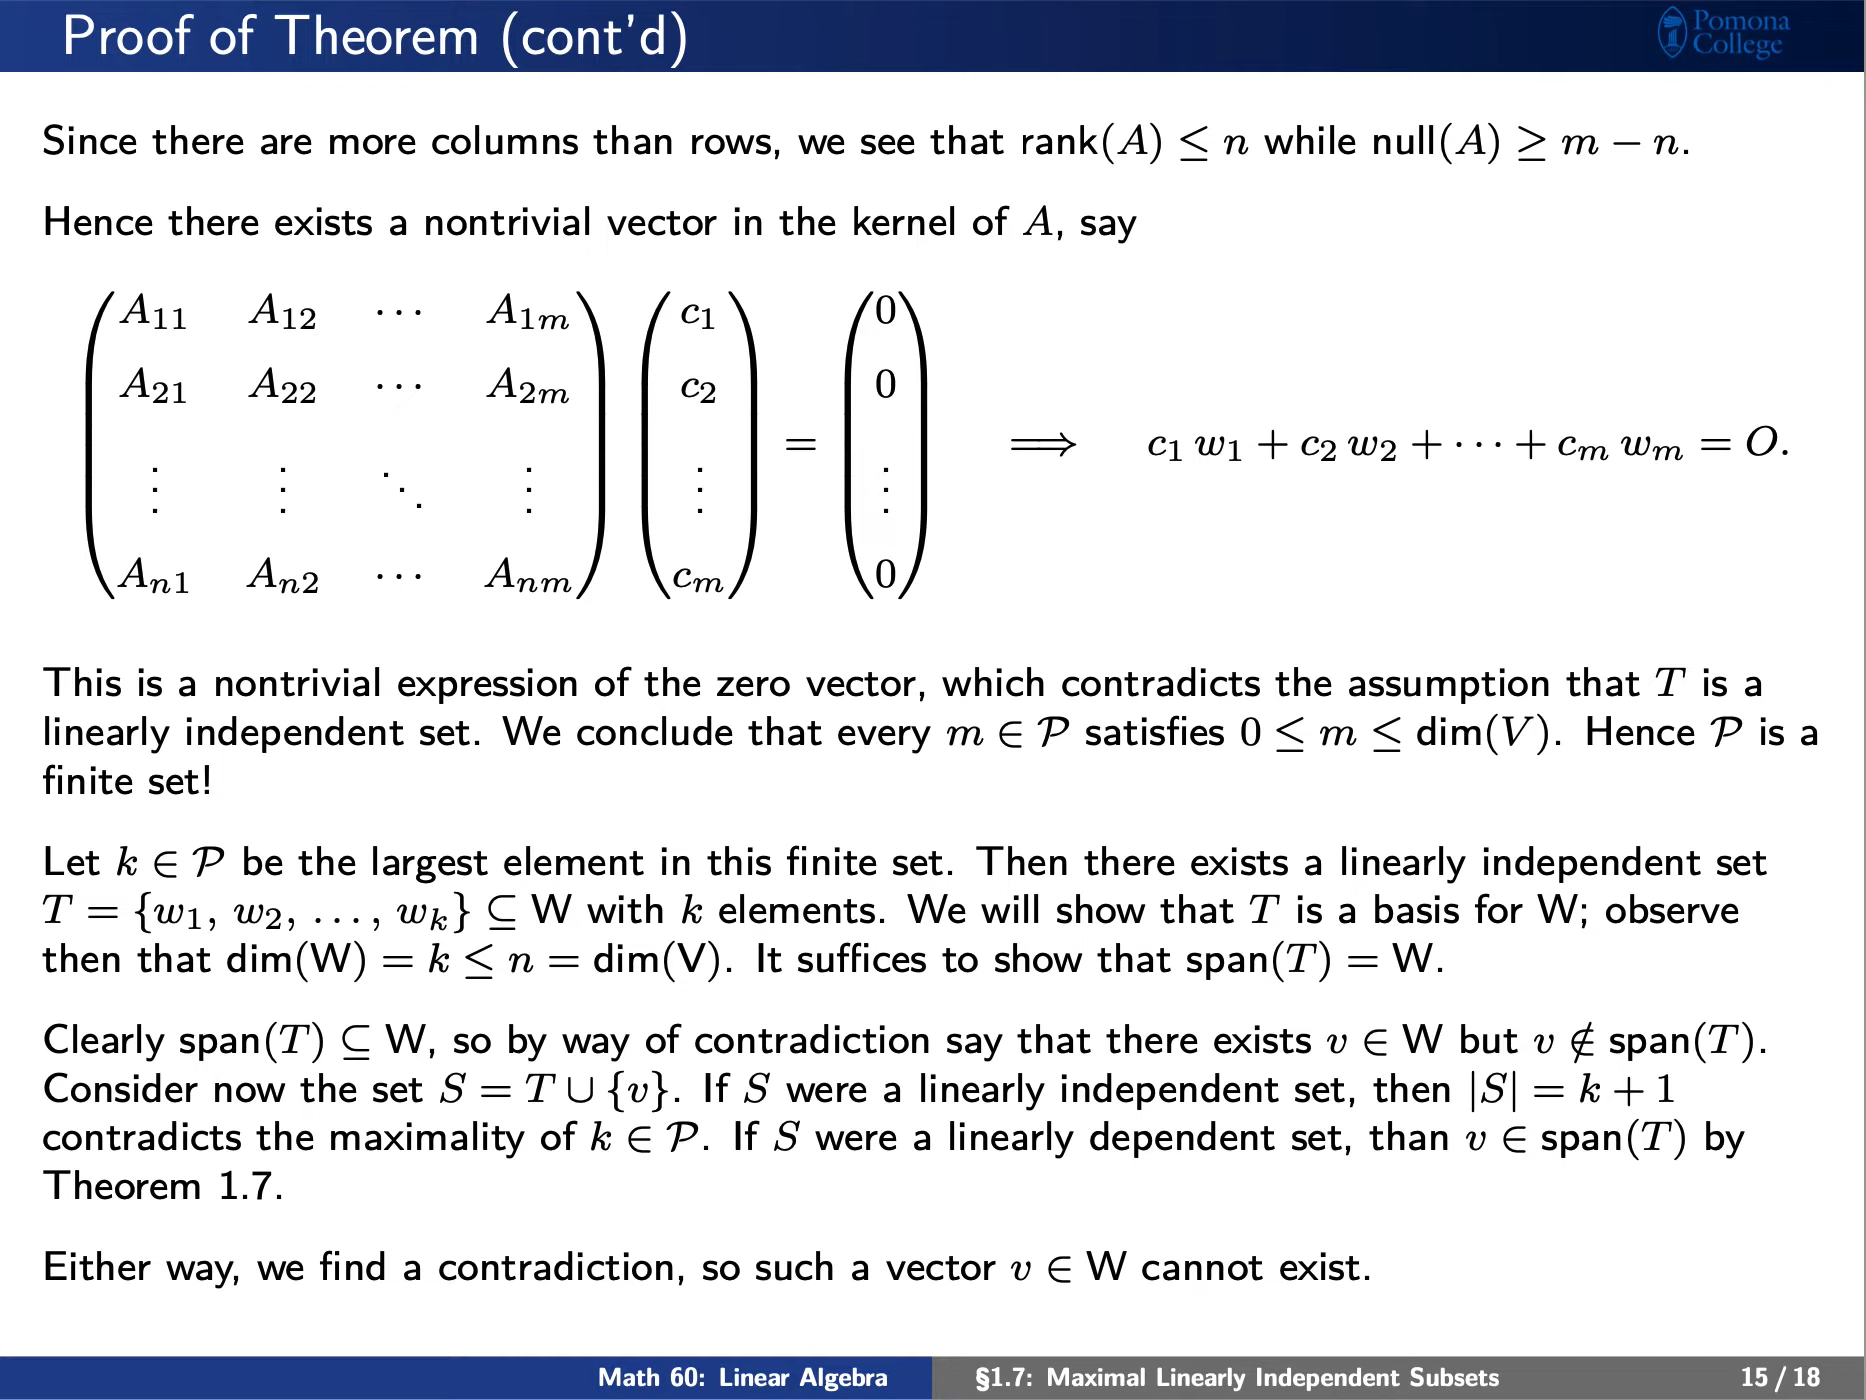 Proof of Theorem (cont'd)
Pomona
College
Since there are more columns than rows, we see that rank(A) ≤ n while null(A) ≥ m − n.
Hence there exists a nontrivial vector in the kernel of A, say
A₁₁ A₁₂ ⋯ A₁ₘ c₁ 0
A₂₁ A₂₂ ⋯ A₂ₘ c₂ 0
= ⟹ c₁ w₁ + c₂ w₂ + ⋯ + cₘ wₘ = O.
⋮ ⋮ ⋱ ⋮ ⋮ ⋮
Aₙ₁ Aₙ₂ ⋯ Aₙₘ cₘ 0
This is a nontrivial expression of the zero vector, which contradicts the assumption that T is a
linearly independent set. We conclude that every m ∈ 𝒫 satisfies 0 ≤ m ≤ dim(V). Hence 𝒫 is a
finite set!
Let k ∈ 𝒫 be the largest element in this finite set. Then there exists a linearly independent set
T = {w₁, w₂, …, wₖ} ⊆ W with k elements. We will show that T is a basis for W; observe
then that dim(W) = k ≤ n = dim(V). It suffices to show that span(T) = W.
Clearly span(T) ⊆ W, so by way of contradiction say that there exists v ∈ W but v ∉ span(T).
Consider now the set S = T ∪ {v}. If S were a linearly independent set, then |S| = k + 1
contradicts the maximality of k ∈ 𝒫. If S were a linearly dependent set, than v ∈ span(T) by
Theorem 1.7.
Either way, we find a contradiction, so such a vector v ∈ W cannot exist.
Math 60: Linear Algebra §1.7: Maximal Linearly Independent Subsets 15 / 18